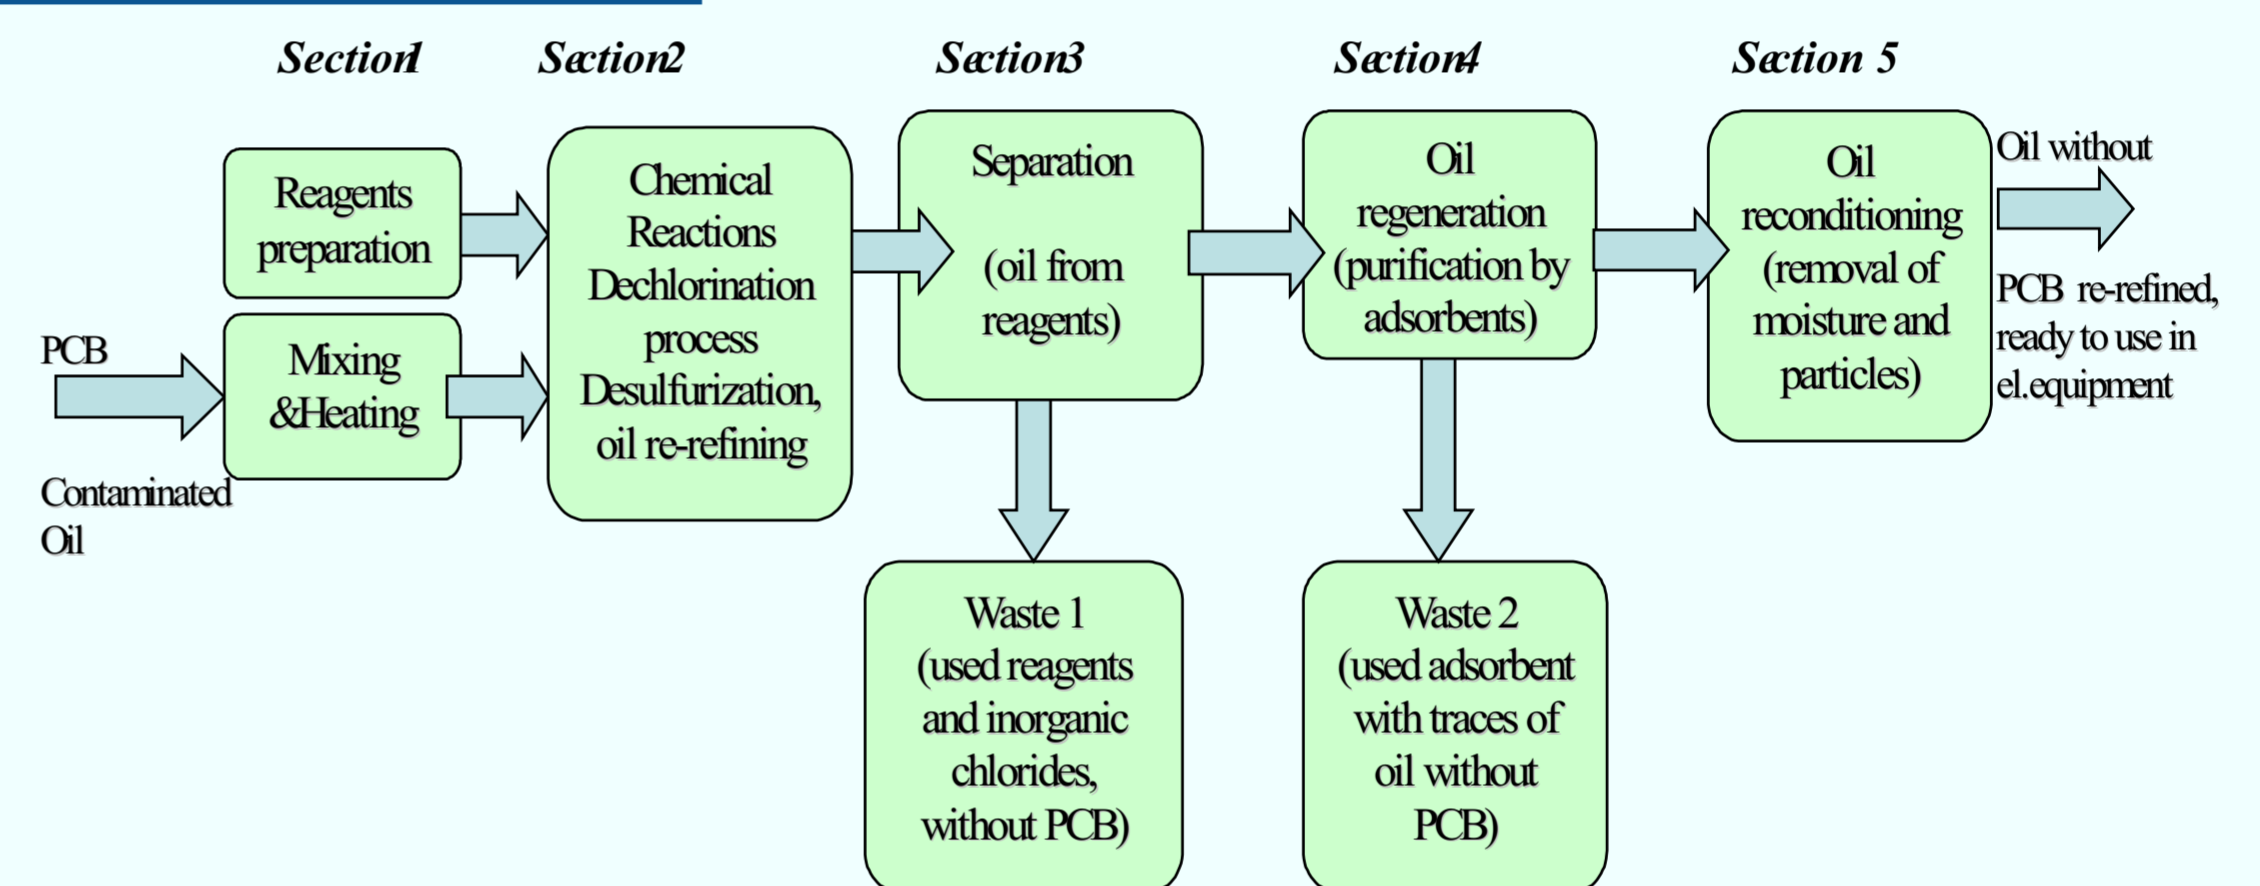 Section1
Section2
Section3
Section4
Section 5
Reagents
preparation
PCB
Contaminated
Oil
Mixing
&Heating
Chemical
Reactions
Dechlorination
process
Desulfurization,
oil re-refining
Separation
(oil from
reagents)
Oil
regeneration
(purification by
adsorbents)
Oil
reconditioning
(removal of
moisture and
particles)
Oil without
PCB re-refined,
ready to use in
el.equipment
Waste 1
(used reagents
and inorganic
chlorides,
without PCB)
Waste 2
(used adsorbent
with traces of
oil without
PCB)